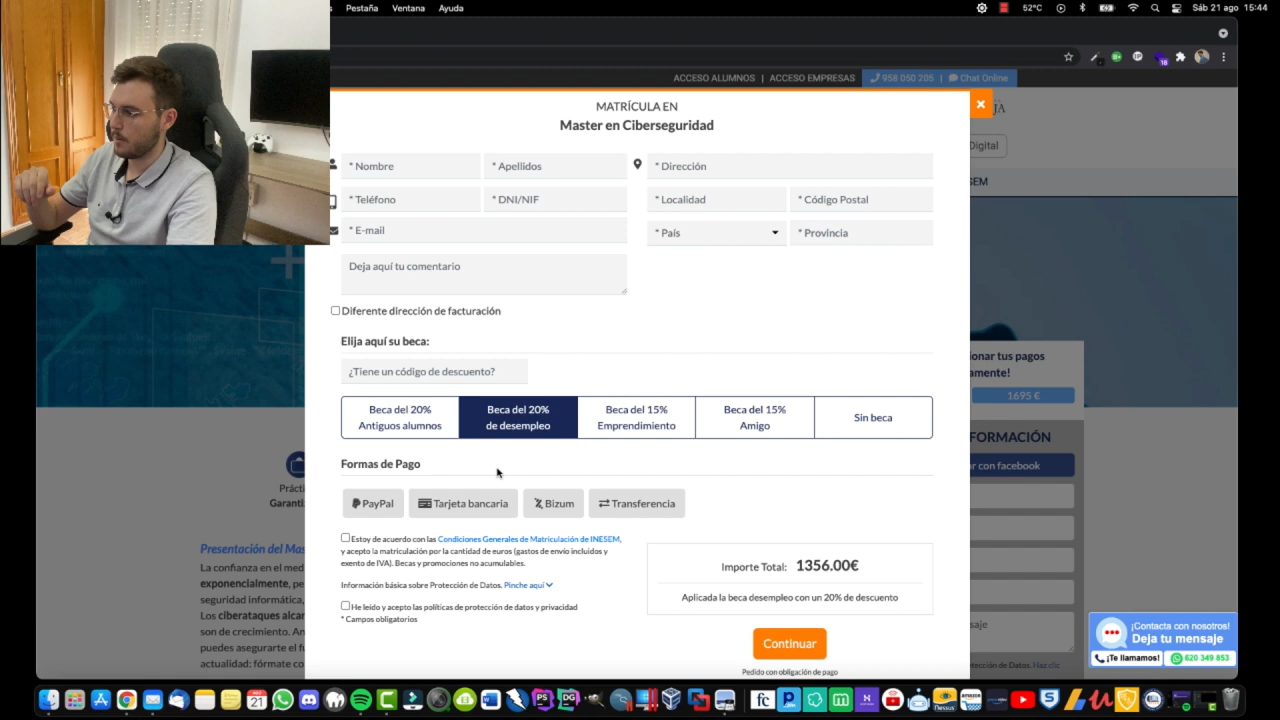 Pestaña Ventana Ayuda
52°C
Sáb 21 ago 15:44
ACCESO ALUMNOS | ACCESO EMPRESAS 958 050 205 | Chat Online
MATRÍCULA EN
Master en Ciberseguridad
Digital
* Nombre
* Apellidos
* Dirección
* Teléfono
* DNI/NIF
* Localidad
* Código Postal
* E-mail
* País
* Provincia
Deja aquí tu comentario
Diferente dirección de facturación
Elija aquí su beca:
¿Tiene un código de descuento?
Beca del 20%
Antiguos alumnos
Beca del 20%
de desempleo
Beca del 15%
Emprendimiento
Beca del 15%
Amigo
Sin beca
Formas de Pago
PayPal
Tarjeta bancaria
Bizum
Transferencia
Estoy de acuerdo con las Condiciones Generales de Matriculación de INESEM,
y acepto la matriculación por la cantidad de euros (gastos de envío incluidos y
exento de IVA). Becas y promociones no acumulables.
Información básica sobre Protección de Datos. Pinche aquí
He leído y acepto las políticas de protección de datos y privacidad
* Campos obligatorios
Importe Total: 1356.00€
Aplicada la beca desempleo con un 20% de descuento
Continuar
Pedido con obligación de pago
ionar tus pagos
amente!
1695 €
FORMACIÓN
r con facebook
saje
otección de Datos. Haz clic
¡Contacta con nosotros!
Deja tu mensaje
¡Te llamamos!
620 349 853
Prácti
Garanti
Presentación del Mas
La confianza en el med
exponencialmente, pe
seguridad informática,
Los ciberataques alcar
son de crecimiento. An
puedes asegurarte el fu
actualidad: fórmate co